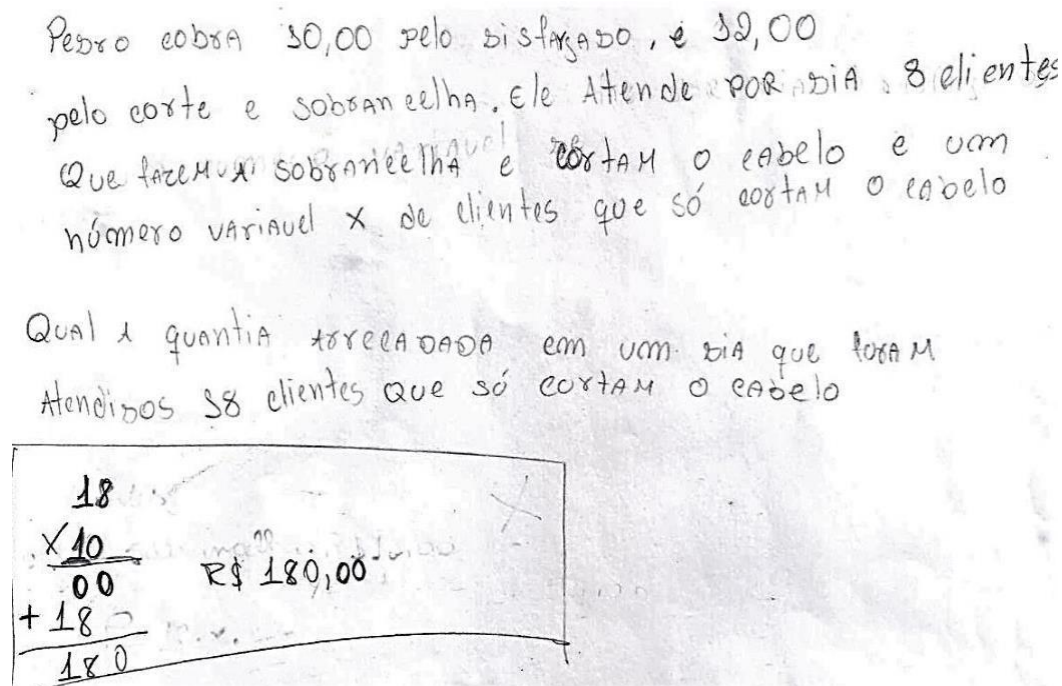 Pedro cobra 10,00 pelo disfarçado, e 12,00
pelo corte e sobrancelha. Ele Atende POR DIA 8 clientes
Que fazem A sobrancelha e cortAM o cAbelo e um
número vAriAvel x de clientes que só cortAM o cAbelo
QuAl A quAntiA ArrecADADA em um DiA que forAM
Atendidos 18 clientes Que só cortAM o cAbelo
18
X 10
00
+ 18
180
R$ 180,00